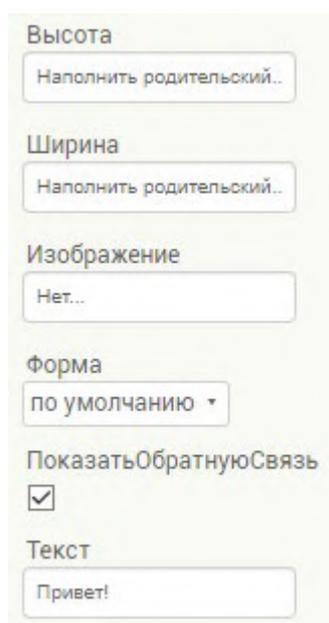 Высота
Наполнить родительский..
Ширина
Наполнить родительский..
Изображение
Нет...
Форма
по умолчанию
ПоказатьОбратнуюСвязь
Текст
Привет!